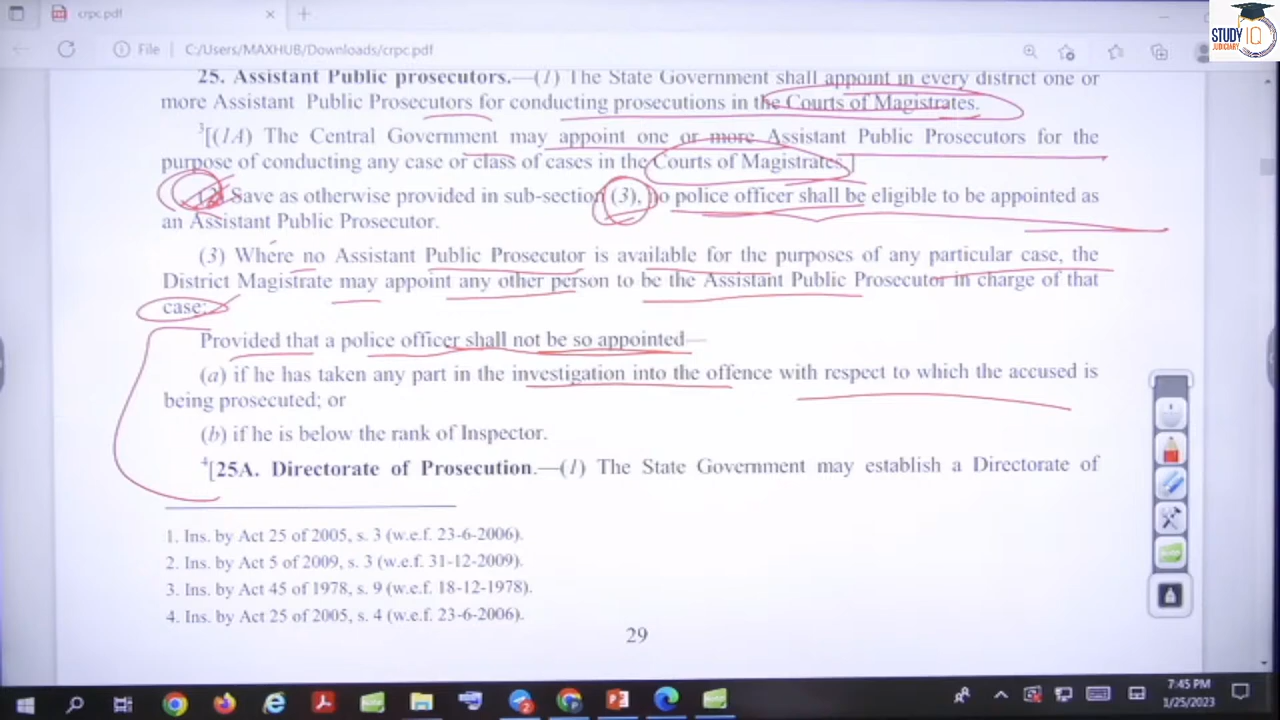 crpc.pdf
File C:/Users/MAXHUB/Downloads/crpc.pdf
STUDY IQ
JUDICIARY
25. Assistant Public prosecutors.—(1) The State Government shall appoint in every district one or
more Assistant Public Prosecutors for conducting prosecutions in the Courts of Magistrates.
3[(1A) The Central Government may appoint one or more Assistant Public Prosecutors for the
purpose of conducting any case or class of cases in the Courts of Magistrates.]
Save as otherwise provided in sub-section (3), no police officer shall be eligible to be appointed as
an Assistant Public Prosecutor.
(3) Where no Assistant Public Prosecutor is available for the purposes of any particular case, the
District Magistrate may appoint any other person to be the Assistant Public Prosecutor in charge of that
case:
Provided that a police officer shall not be so appointed—
(a) if he has taken any part in the investigation into the offence with respect to which the accused is
being prosecuted; or
(b) if he is below the rank of Inspector.
4[25A. Directorate of Prosecution.—(1) The State Government may establish a Directorate of
1. Ins. by Act 25 of 2005, s. 3 (w.e.f. 23-6-2006).
2. Ins. by Act 5 of 2009, s. 3 (w.e.f. 31-12-2009).
3. Ins. by Act 45 of 1978, s. 9 (w.e.f. 18-12-1978).
4. Ins. by Act 25 of 2005, s. 4 (w.e.f. 23-6-2006).
29
7:45 PM
1/25/2023